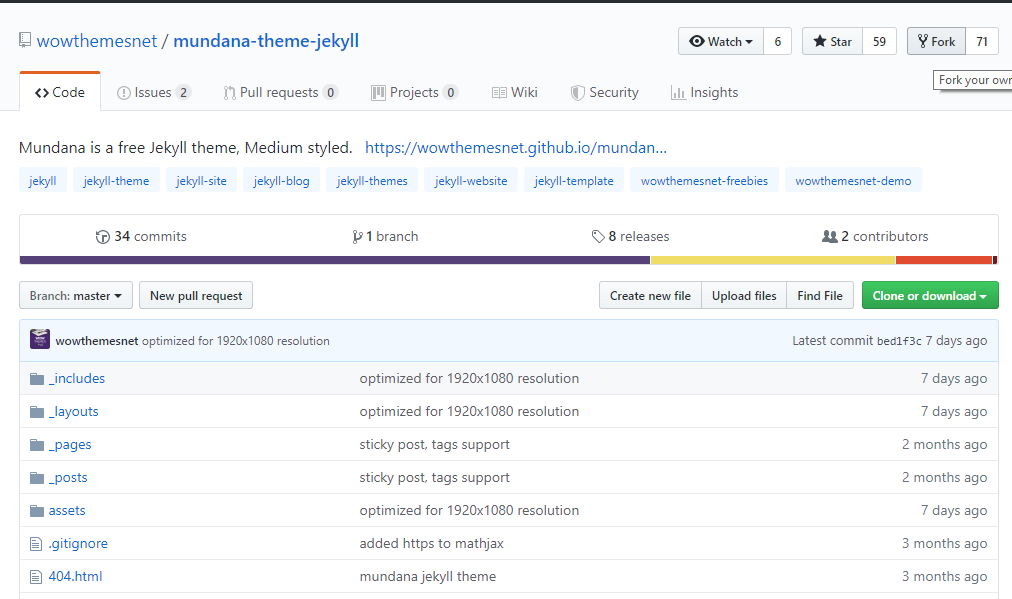 wowthemesnet / mundana-theme-jekyll Watch 6 Star 59 Fork 71
Fork your own
Code Issues 2 Pull requests 0 Projects 0 Wiki Security Insights
Mundana is a free Jekyll theme, Medium styled. https://wowthemesnet.github.io/mundan...
jekyll jekyll-theme jekyll-site jekyll-blog jekyll-themes jekyll-website jekyll-template wowthemesnet-freebies wowthemesnet-demo
34 commits 1 branch 8 releases 2 contributors
Branch: master New pull request Create new file Upload files Find File Clone or download
wowthemesnet optimized for 1920x1080 resolution Latest commit bed1f3c 7 days ago
_includes optimized for 1920x1080 resolution 7 days ago
_layouts optimized for 1920x1080 resolution 7 days ago
_pages sticky post, tags support 2 months ago
_posts sticky post, tags support 2 months ago
assets optimized for 1920x1080 resolution 7 days ago
.gitignore added https to mathjax 3 months ago
404.html mundana jekyll theme 3 months ago